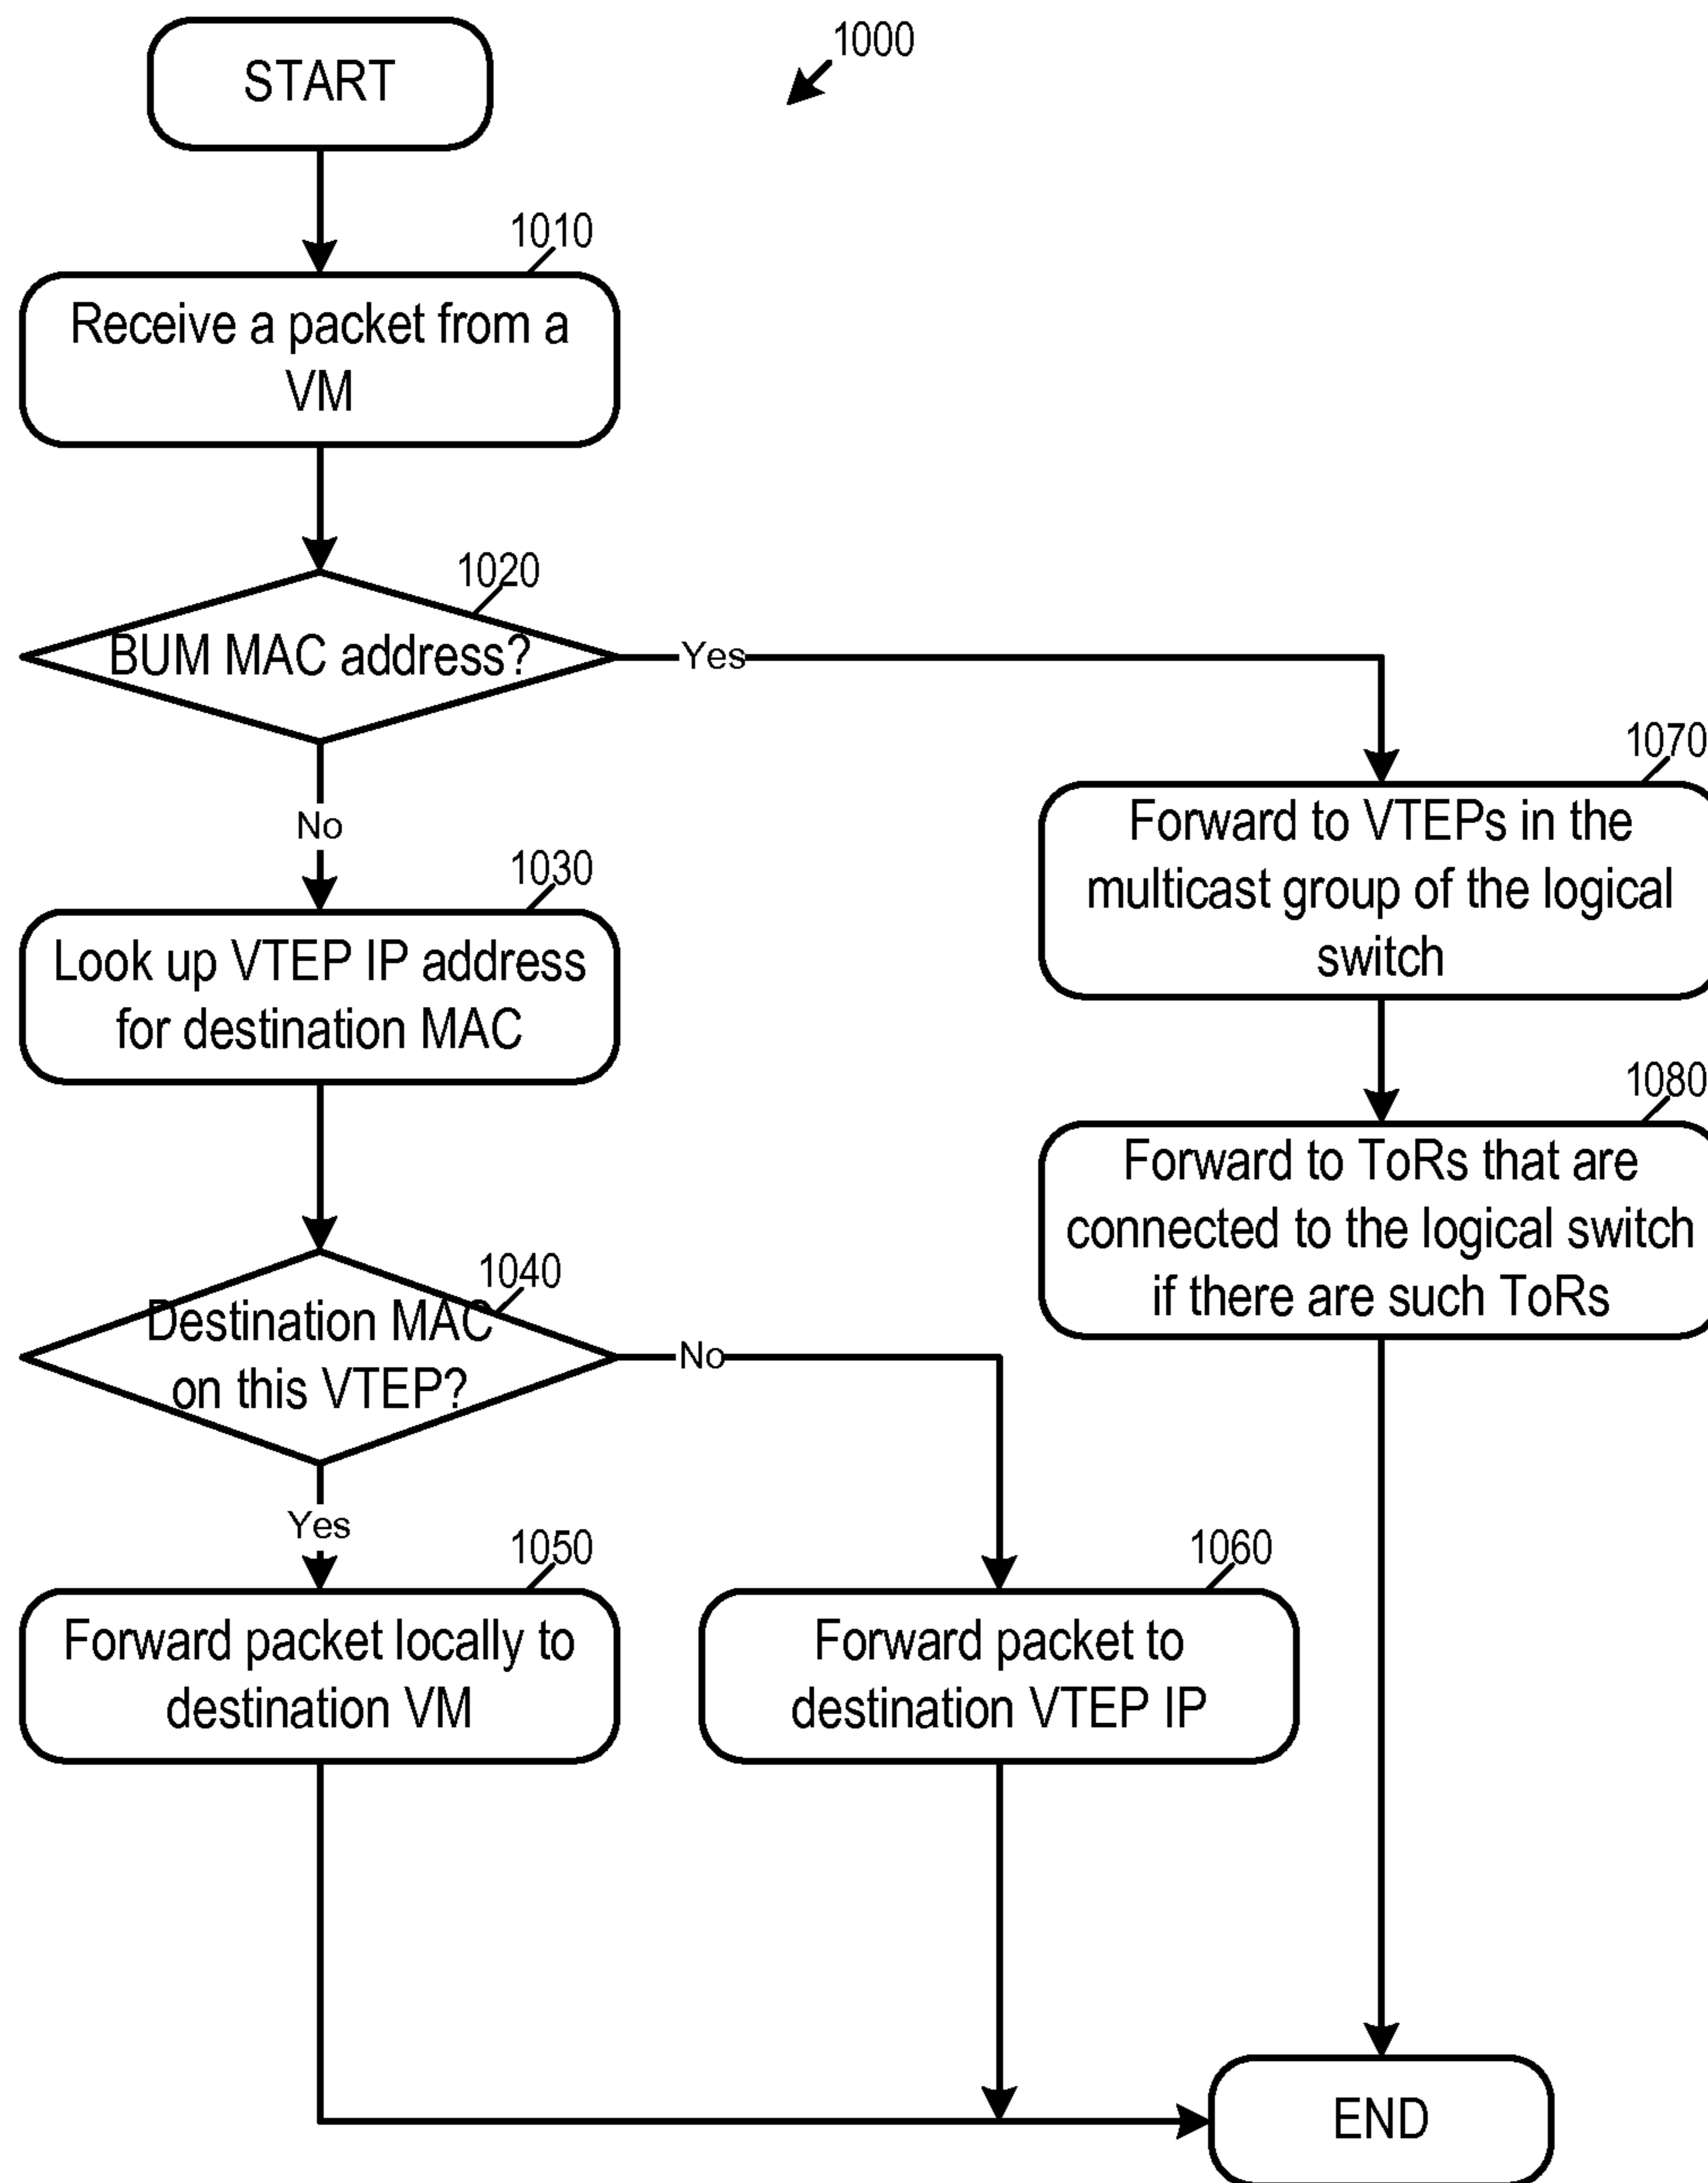 START
1000
1010
Receive a packet from a
VM
1020
BUM MAC address?
Yes
No
1030
Look up VTEP IP address
for destination MAC
1040
Destination MAC
on this VTEP?
No
Yes
1050
Forward packet locally to
destination VM
1060
Forward packet to
destination VTEP IP
1070
Forward to VTEPs in the
multicast group of the logical
switch
1080
Forward to ToRs that are
connected to the logical switch
if there are such ToRs
END